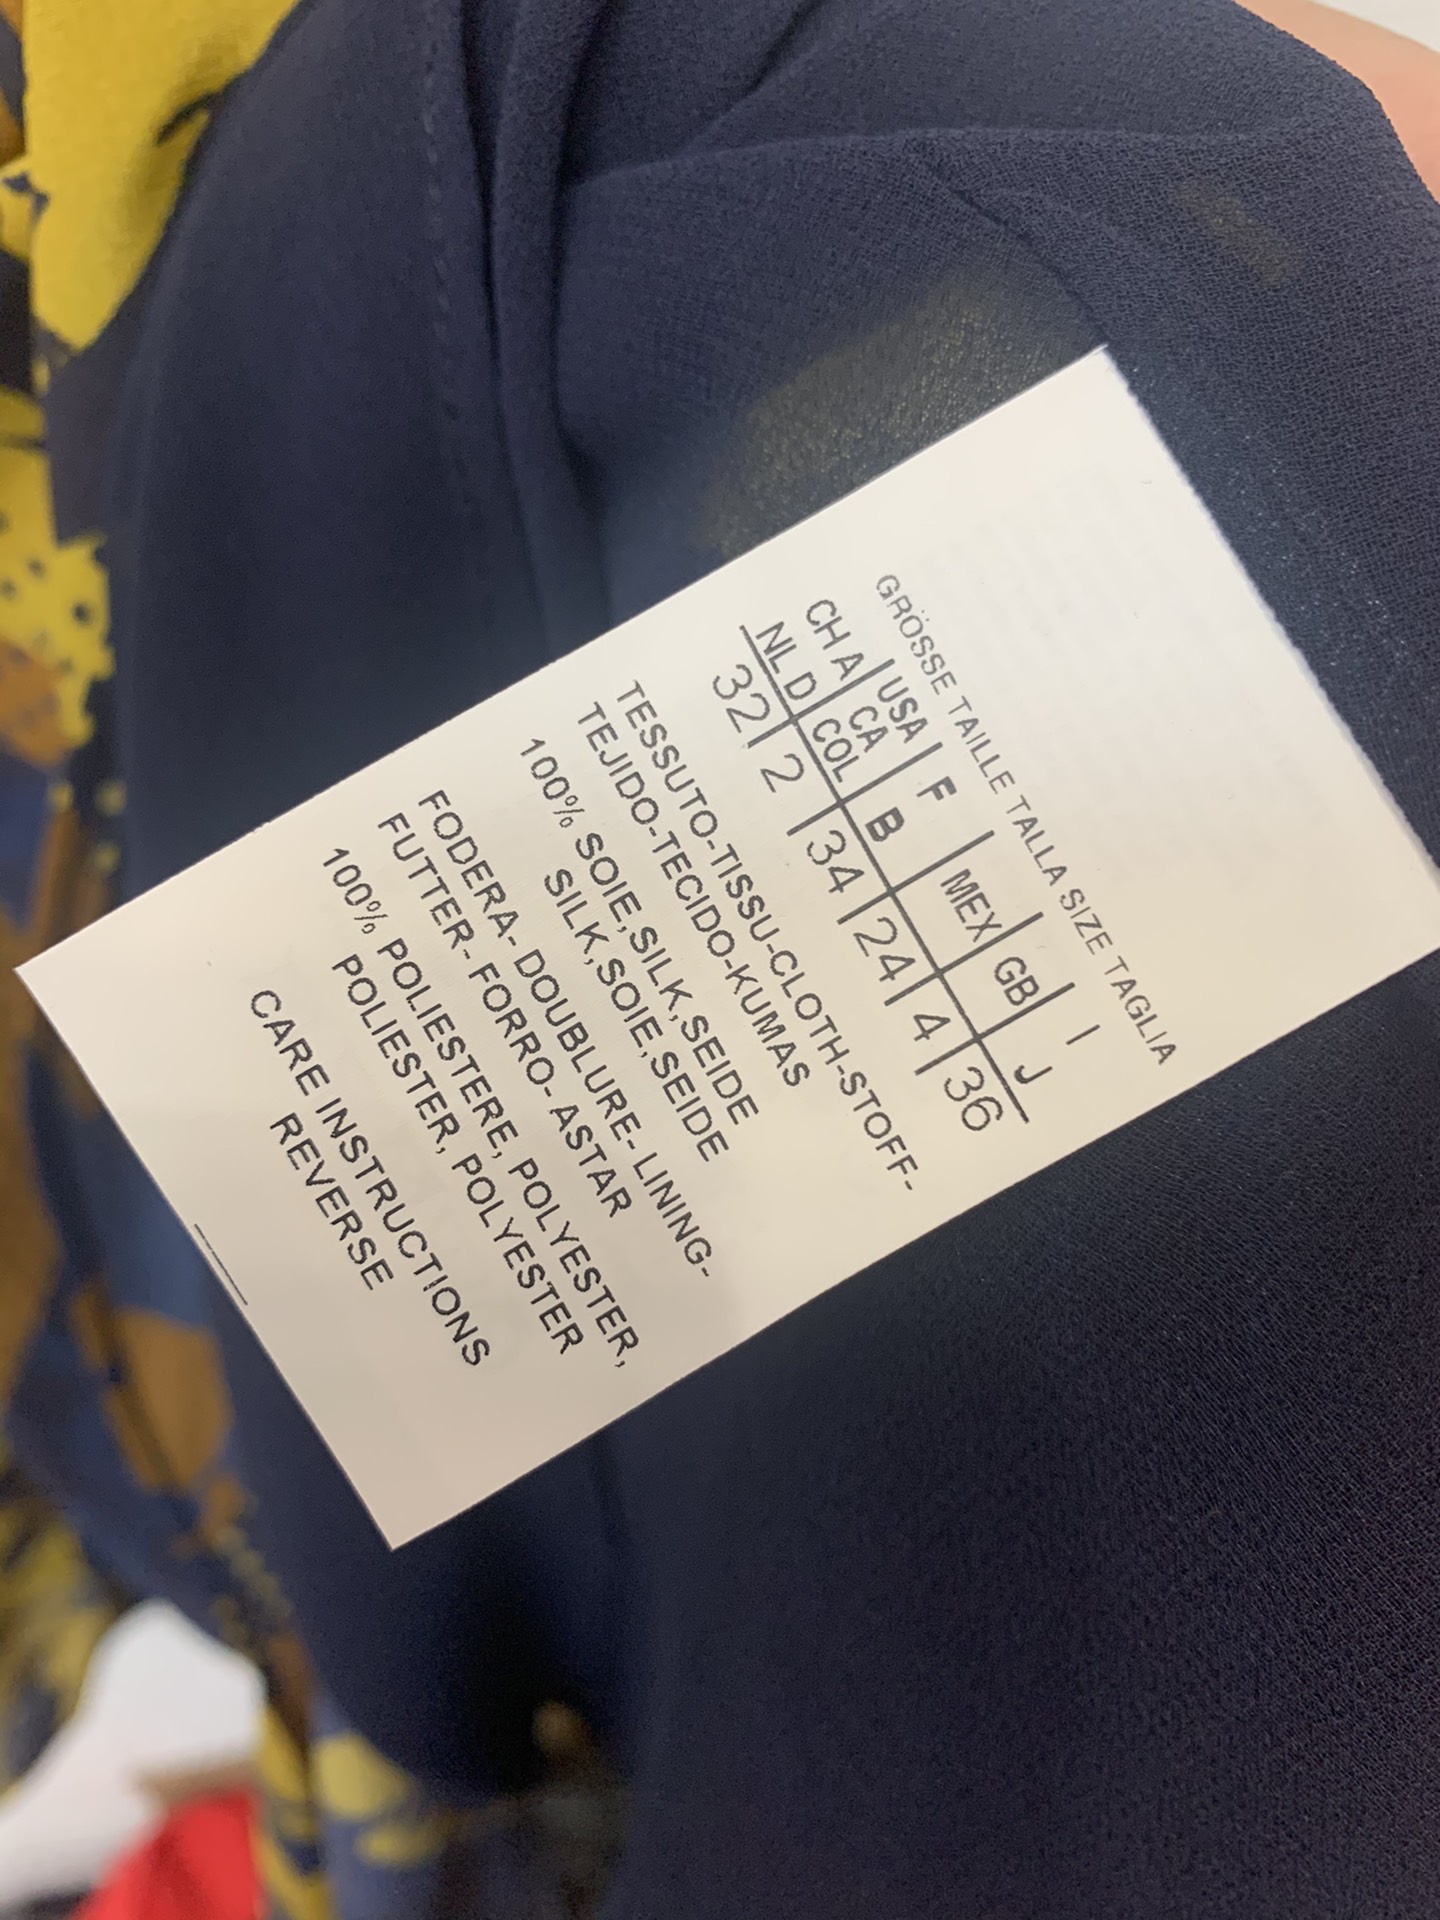 GRÖSSE TAILLE TALLA SIZE TAGLIA
CH A | USA CA | F | MEX | GB | I
NL D | COL | B | J
32 | 2 | 34 | 24 | 4 | 36
TESSUTO-TISSU-CLOTH-STOFF-
TEJIDO-TECIDO-KUMAS
100% SOIE,SILK,SEIDE
SILK,SOIE,SEIDE
FODERA- DOUBLURE- LINING-
FUTTER- FORRO- ASTAR
100% POLIESTERE, POLYESTER,
POLIESTER, POLYESTER
CARE INSTRUCTIONS
REVERSE